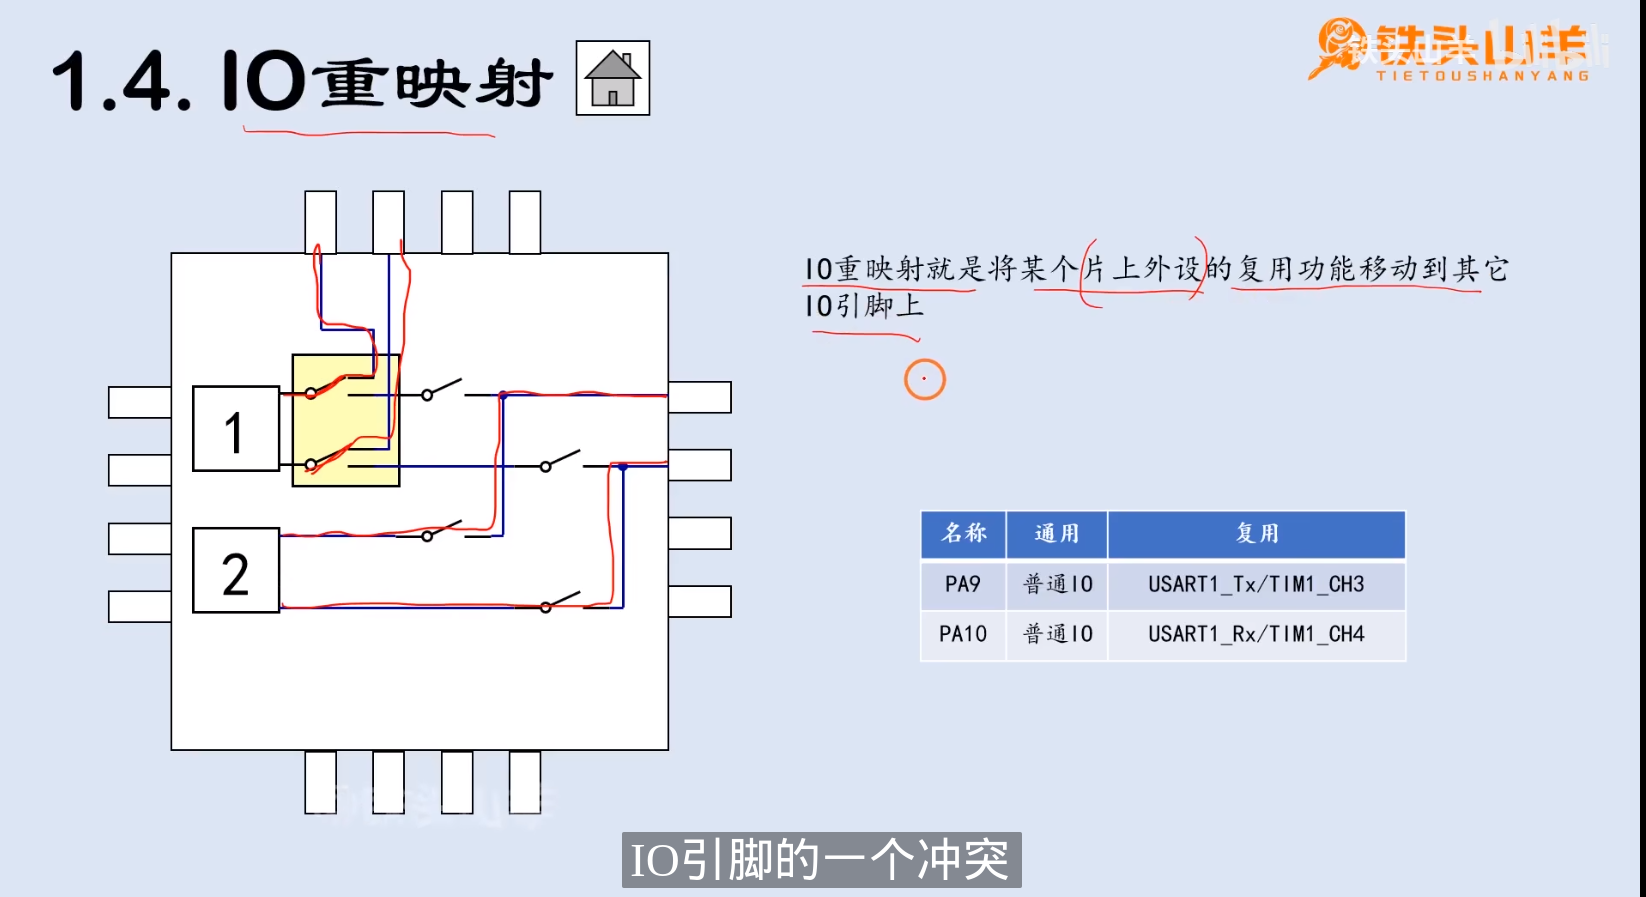 1.4. IO重映射
铁头山羊
TIETOUSHANYANG
IO重映射就是将某个片上外设的复用功能移动到其它
IO引脚上
1
2
名称 通用 复用
PA9 普通IO USART1_Tx/TIM1_CH3
PA10 普通IO USART1_Rx/TIM1_CH4
IO引脚的一个冲突